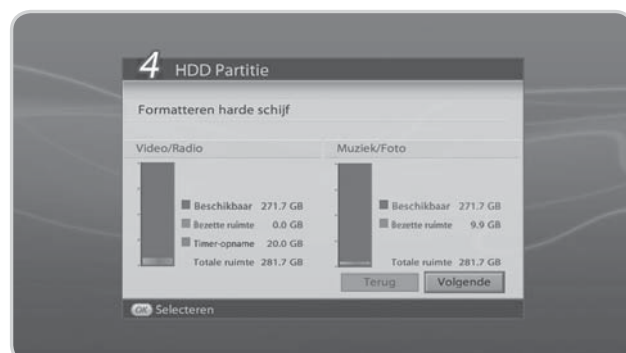 4 HDD Partitie
Formatteren harde schijf
Video/Radio
Beschikbaar 271.7 GB
Bezette ruimte 0.0 GB
Timer-opname 20.0 GB
Totale ruimte 281.7 GB
Muziek/Foto
Beschikbaar 271.7 GB
Bezette ruimte 9.9 GB
Totale ruimte 281.7 GB
Terug Volgende
OK Selecteren